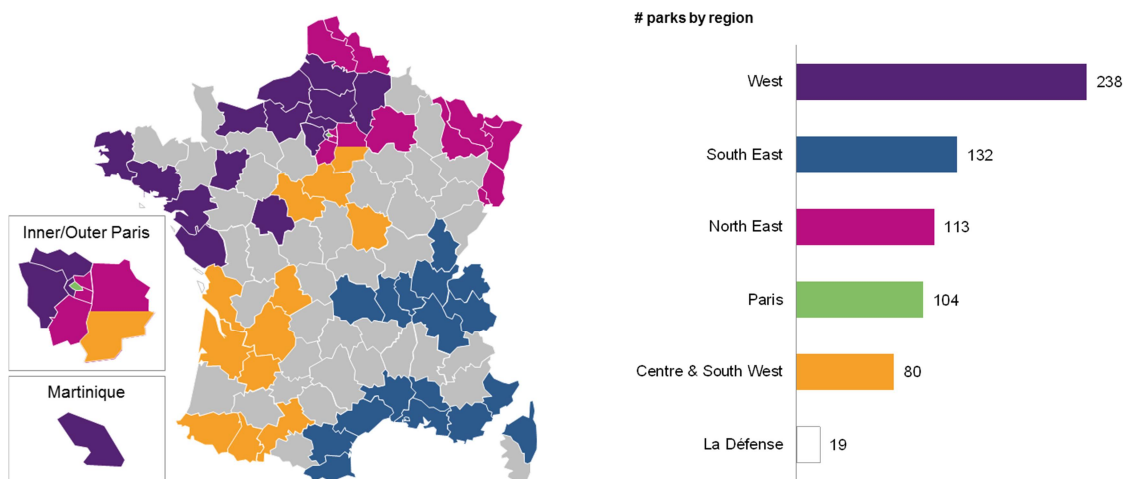 # parks by region
West
238
South East
132
North East
113
Paris
104
Centre & South West
80
La Défense
19
Inner/Outer Paris
Martinique